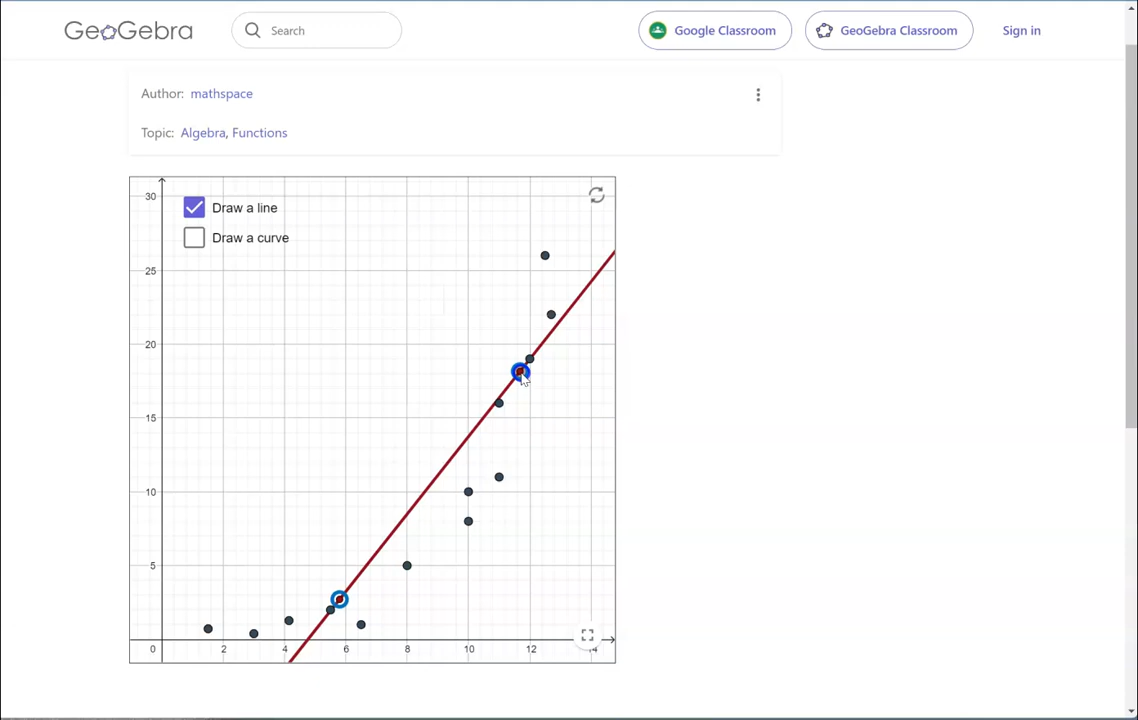 GeoGebra
Search
Google Classroom
GeoGebra Classroom
Sign in
Author: mathspace
Topic: Algebra, Functions
Draw a line
Draw a curve
30
25
20
15
10
5
0
2
4
6
8
10
12
14